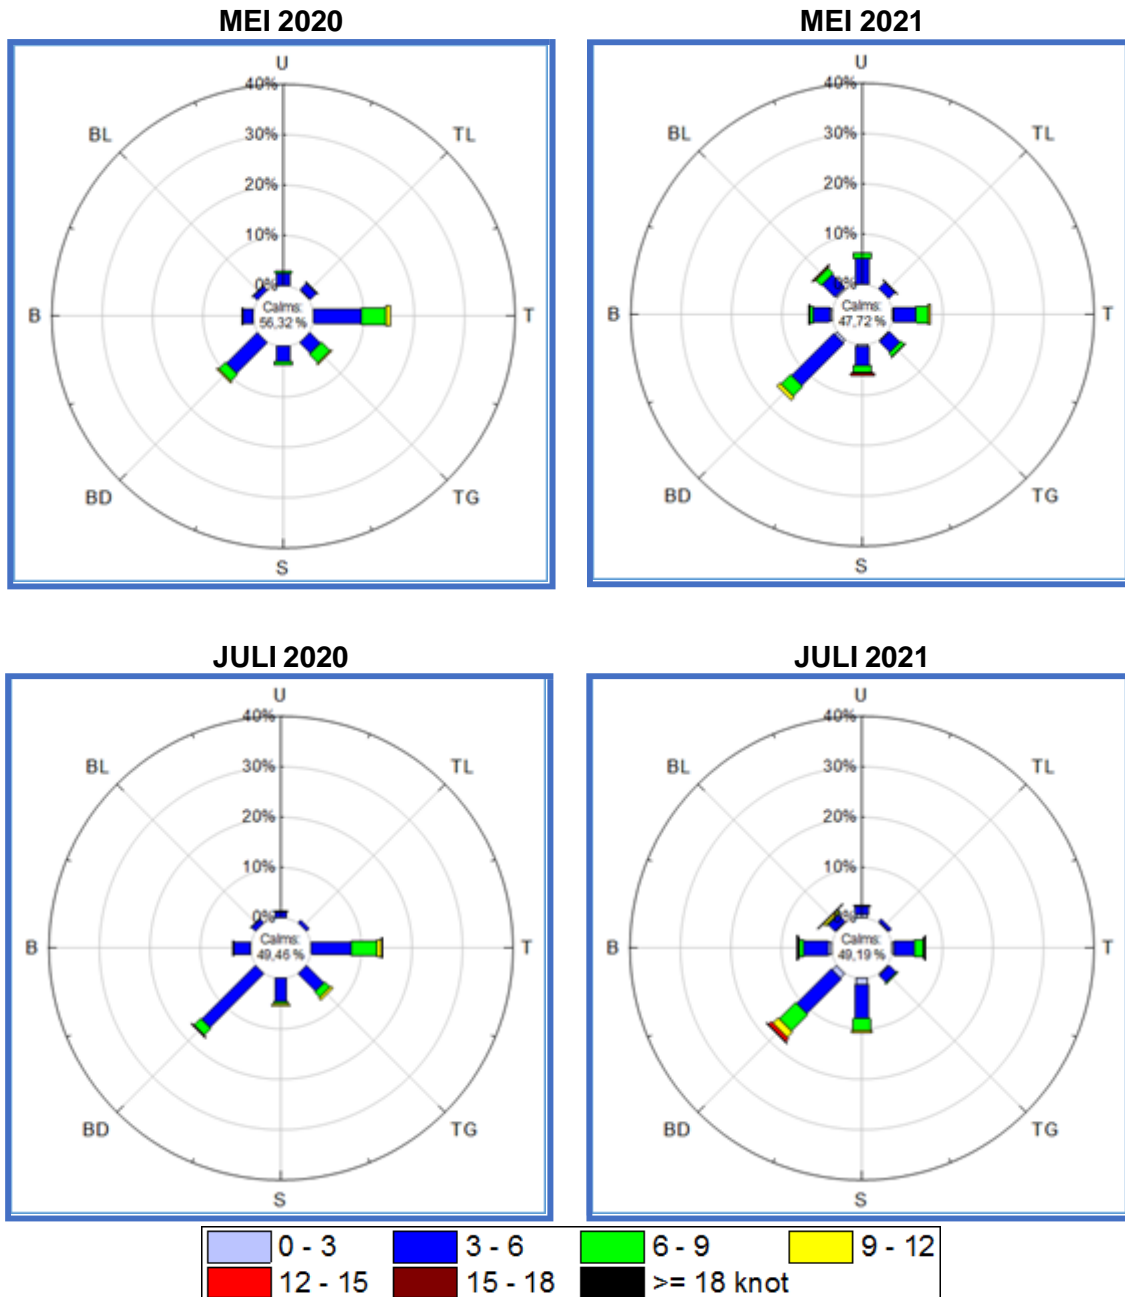 MEI 2020
U
40%
BL
TL
30%
20%
10%
0%
Calms:
56,32 %
B
T
BD
TG
S
MEI 2021
U
40%
BL
TL
30%
20%
10%
0%
Calms:
47,72 %
B
T
BD
TG
S
JULI 2020
U
40%
BL
TL
30%
20%
10%
0%
Calms:
49,46 %
B
T
BD
TG
S
JULI 2021
U
40%
BL
TL
30%
20%
10%
0%
Calms:
49,19 %
B
T
BD
TG
S
0 - 3 3 - 6 6 - 9 9 - 12
12 - 15 15 - 18 >= 18 knot